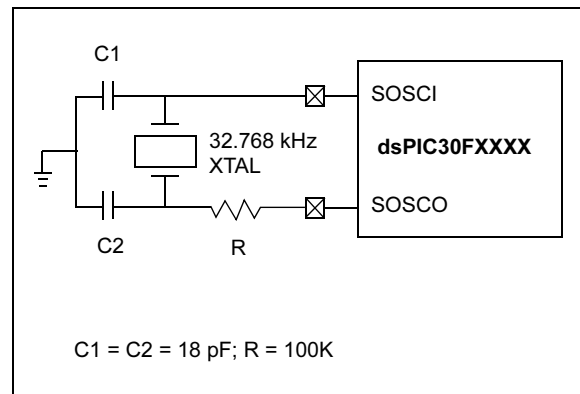 C1
SOSCI
32.768 kHz
XTAL
dsPIC30FXXXX
SOSCO
C2
R
C1 = C2 = 18 pF; R = 100K